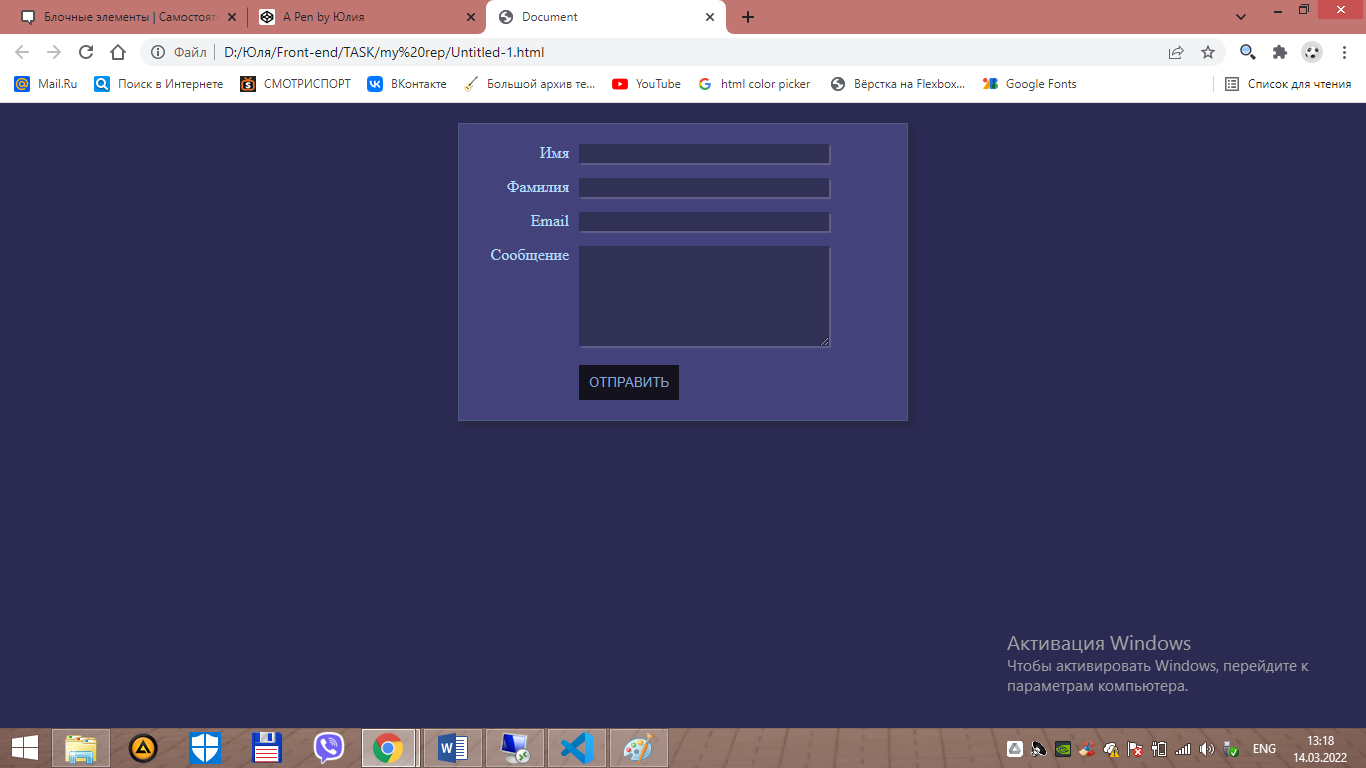 Блочные элементы | Самостоят
A Pen by Юлия
Document
Файл
D:/Юля/Front-end/TASK/my%20rep/Untitled-1.html
Mail.Ru
Поиск в Интернете
СМОТРИСПОРТ
ВКонтакте
Большой архив те...
YouTube
html color picker
Вёрстка на Flexbox...
Google Fonts
Список для чтения
Имя
Фамилия
Email
Сообщение
ОТПРАВИТЬ
Активация Windows
Чтобы активировать Windows, перейдите к
параметрам компьютера.
ENG
13:18
14.03.2022